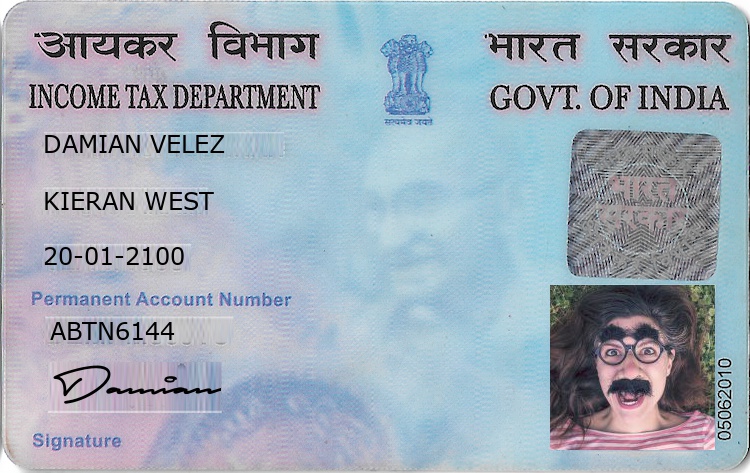 आयकर विभाग
भारत सरकार
INCOME TAX DEPARTMENT
GOVT. OF INDIA
सत्यमेव जयते
DAMIAN VELEZ
KIERAN WEST
20-01-2100
भारत
सरकार
Permanent Account Number
ABTN6144
Damian
Signature
05062010